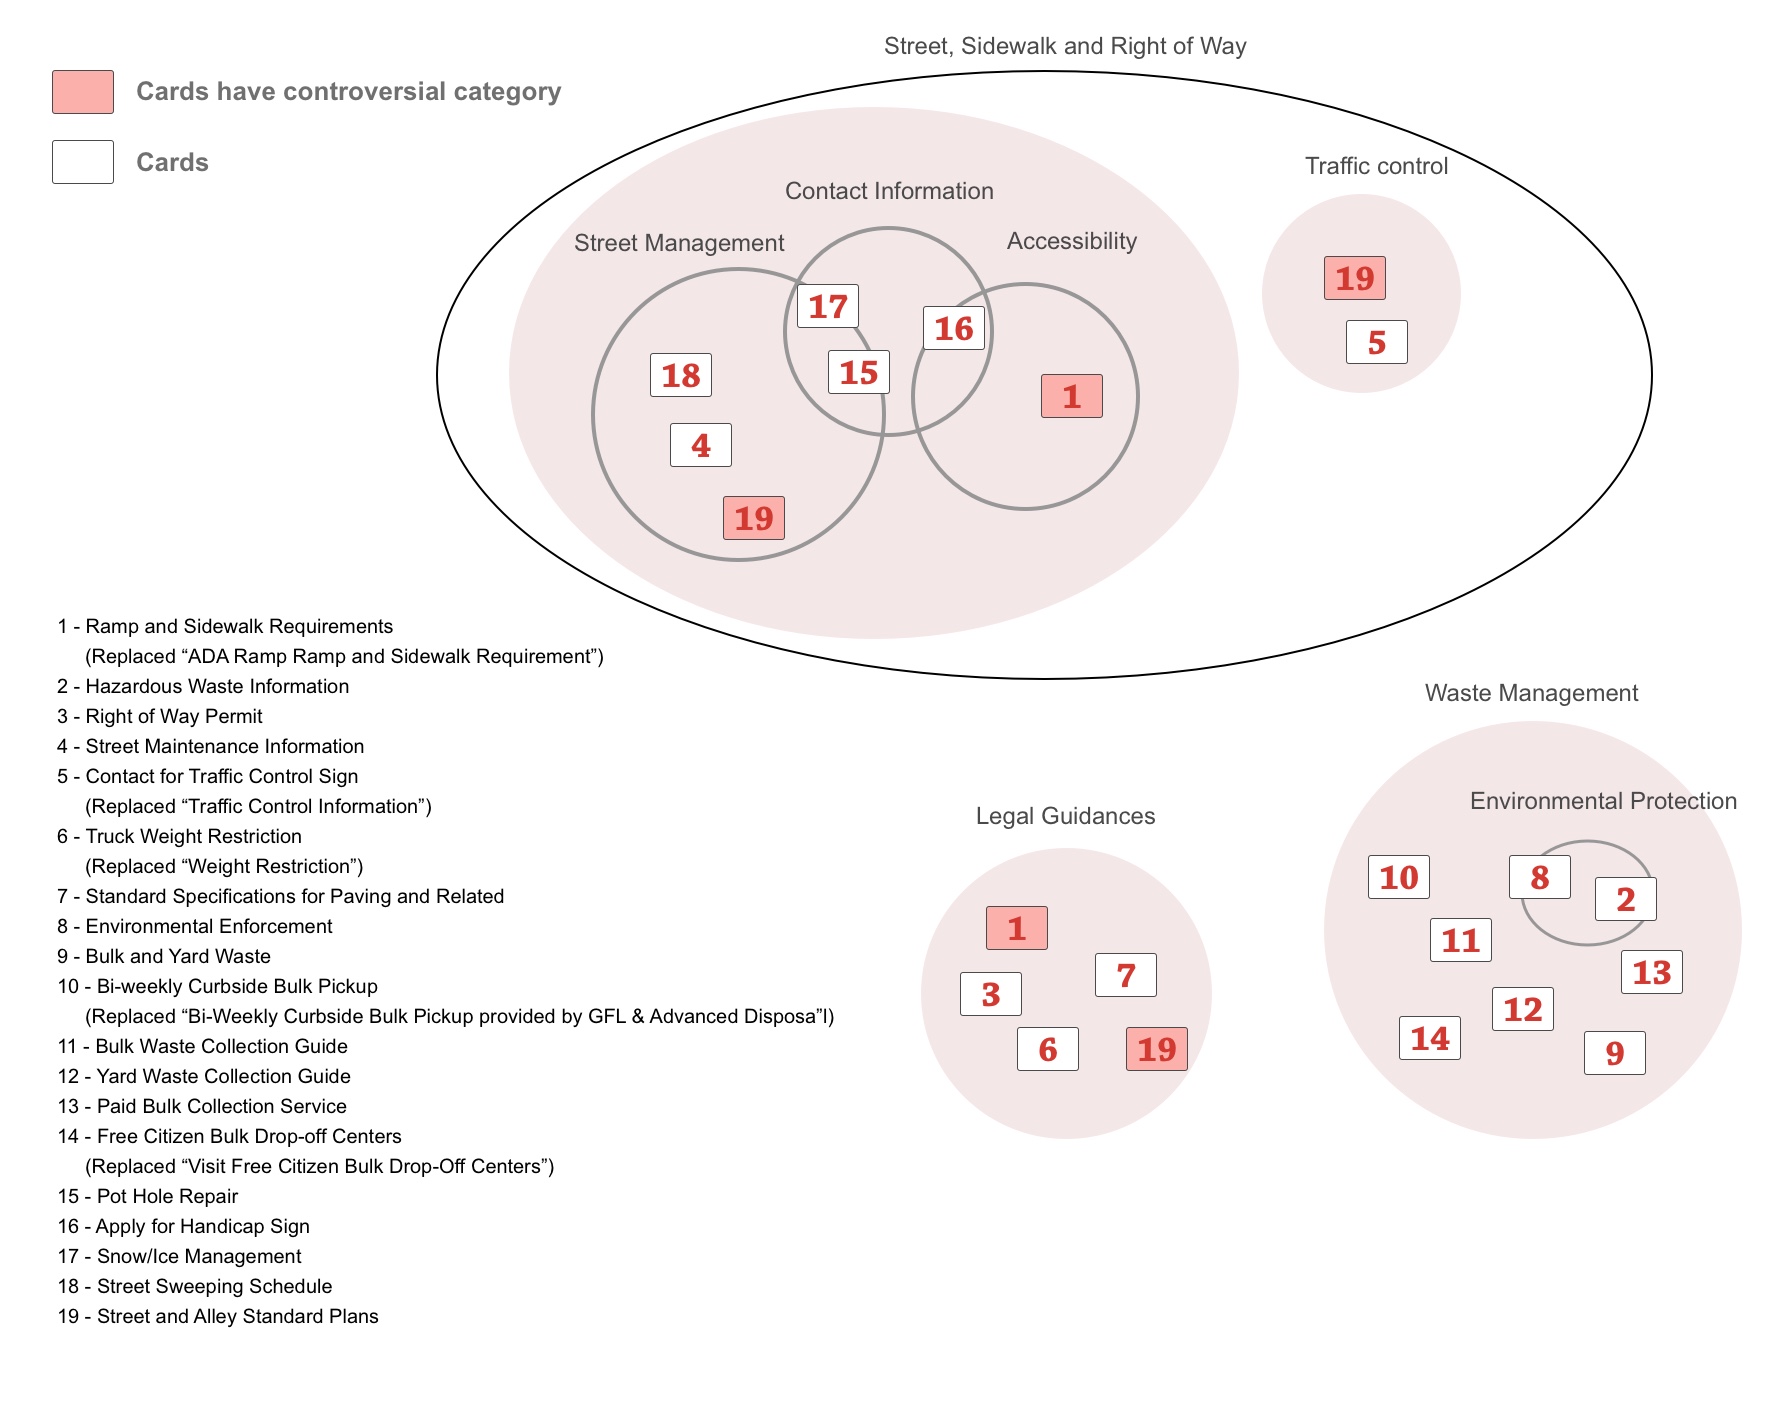 Street, Sidewalk and Right of Way
Cards have controversial category
Cards
Traffic control
Contact Information
Street Management
Accessibility
19
17
16
5
15
18
1
4
19
1 - Ramp and Sidewalk Requirements
(Replaced “ADA Ramp Ramp and Sidewalk Requirement”)
2 - Hazardous Waste Information
3 - Right of Way Permit
4 - Street Maintenance Information
5 - Contact for Traffic Control Sign
(Replaced “Traffic Control Information”)
6 - Truck Weight Restriction
(Replaced “Weight Restriction”)
7 - Standard Specifications for Paving and Related
8 - Environmental Enforcement
9 - Bulk and Yard Waste
10 - Bi-weekly Curbside Bulk Pickup
(Replaced “Bi-Weekly Curbside Bulk Pickup provided by GFL & Advanced Disposa”l)
11 - Bulk Waste Collection Guide
12 - Yard Waste Collection Guide
13 - Paid Bulk Collection Service
14 - Free Citizen Bulk Drop-off Centers
(Replaced “Visit Free Citizen Bulk Drop-Off Centers”)
15 - Pot Hole Repair
16 - Apply for Handicap Sign
17 - Snow/Ice Management
18 - Street Sweeping Schedule
19 - Street and Alley Standard Plans
Legal Guidances
1
7
3
6
19
Waste Management
Environmental Protection
10
8
2
11
13
12
14
9